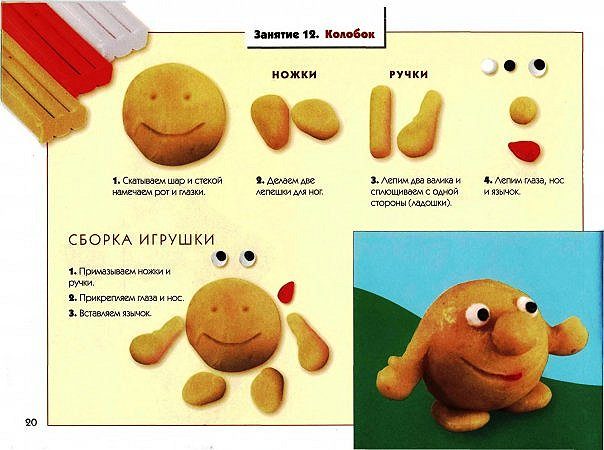 Занятие 12. Колобок
НОЖКИ
РУЧКИ
1. Скатываем шар и стекой
намечаем рот и глазки.
2. Делаем две
лепешки для ног.
3. Лепим два валика и
сплющиваем с одной
стороны (ладошки).
4. Лепим глаза, нос
и язычок.
СБОРКА ИГРУШКИ
1. Примазываем ножки и
ручки.
2. Прикрепляем глаза и нос.
3. Вставляем язычок.
20